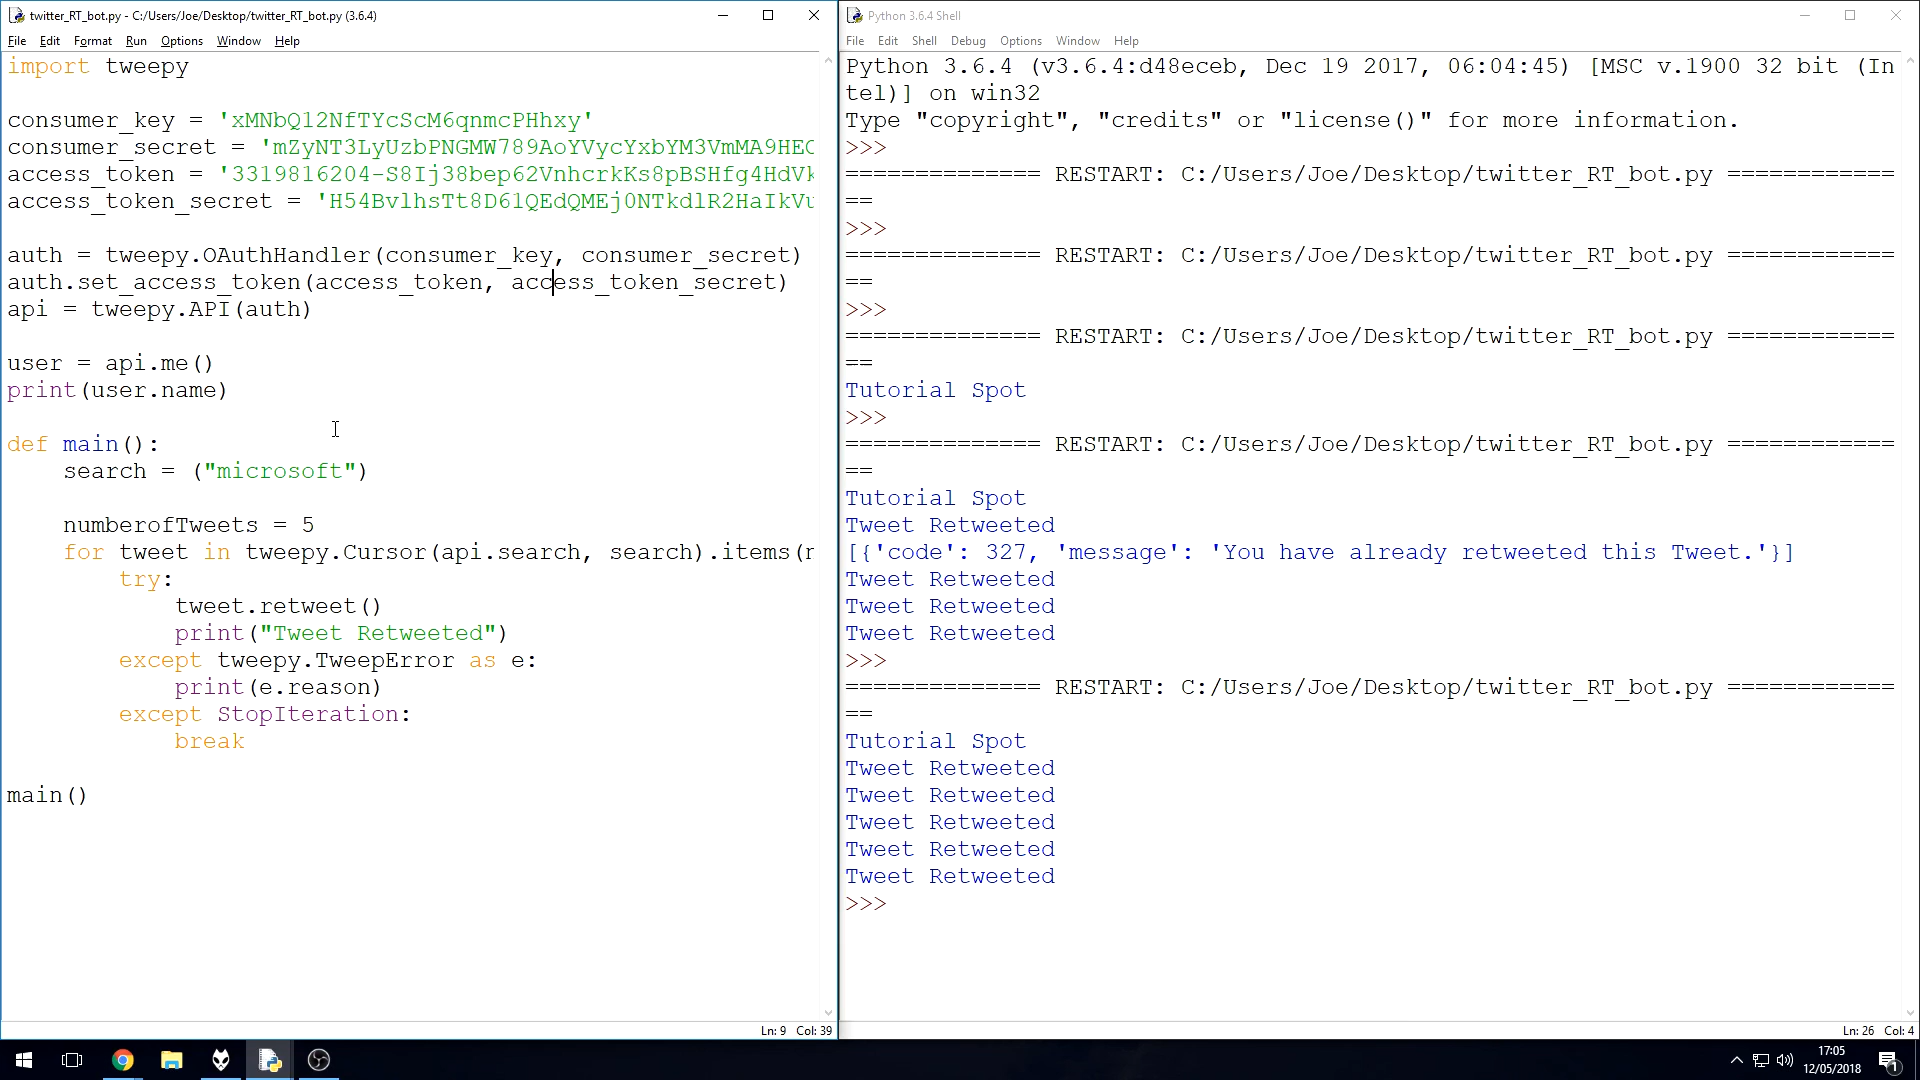 twitter_RT_bot.py - C:/Users/Joe/Desktop/twitter_RT_bot.py (3.6.4)
File Edit Format Run Options Window Help
import tweepy
consumer_key = 'xMNbQ12NfTYcScM6qnmcPHhxy'
consumer_secret = 'mZyNT3LyUzbPNGMW789AoYVycYxbYM3VmMA9HEC
access_token = '3319816204-S8Ij38bep62VnhcrkKs8pBSHfg4HdVk
access_token_secret = 'H54BvlhsTt8D61QEdQMEj0NTkdlR2HaIkVu
auth = tweepy.OAuthHandler(consumer_key, consumer_secret)
auth.set_access_token(access_token, access_token_secret)
api = tweepy.API(auth)
user = api.me()
print(user.name)
def main():
    search = ("microsoft")
    numberofTweets = 5
    for tweet in tweepy.Cursor(api.search, search).items(n
        try:
            tweet.retweet()
            print("Tweet Retweeted")
        except tweepy.TweepError as e:
            print(e.reason)
        except StopIteration:
            break
main()
Ln: 9 Col: 39
Python 3.6.4 Shell
File Edit Shell Debug Options Window Help
Python 3.6.4 (v3.6.4:d48eceb, Dec 19 2017, 06:04:45) [MSC v.1900 32 bit (In
tel)] on win32
Type "copyright", "credits" or "license()" for more information.
>>>
============== RESTART: C:/Users/Joe/Desktop/twitter_RT_bot.py ============
==
>>>
============== RESTART: C:/Users/Joe/Desktop/twitter_RT_bot.py ============
==
>>>
============== RESTART: C:/Users/Joe/Desktop/twitter_RT_bot.py ============
==
Tutorial Spot
>>>
============== RESTART: C:/Users/Joe/Desktop/twitter_RT_bot.py ============
==
Tutorial Spot
Tweet Retweeted
[{'code': 327, 'message': 'You have already retweeted this Tweet.'}]
Tweet Retweeted
Tweet Retweeted
Tweet Retweeted
>>>
============== RESTART: C:/Users/Joe/Desktop/twitter_RT_bot.py ============
==
Tutorial Spot
Tweet Retweeted
Tweet Retweeted
Tweet Retweeted
Tweet Retweeted
Tweet Retweeted
>>>
Ln: 26 Col: 4
17:05
12/05/2018
1